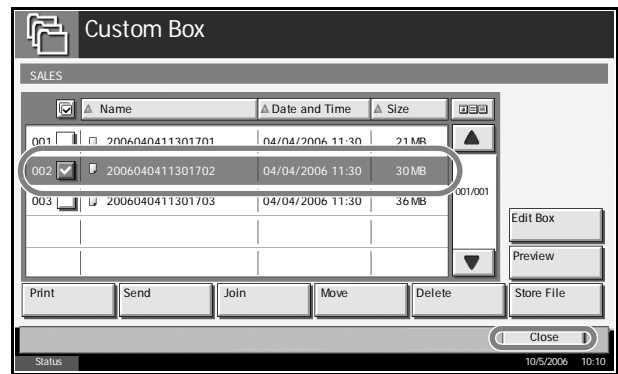 Custom Box
SALES
Name Date and Time Size
001 2006040411301701 04/04/2006 11:30 21 MB
002 2006040411301702 04/04/2006 11:30 30 MB
003 2006040411301703 04/04/2006 11:30 36 MB
001/001
Edit Box
Preview
Print Send Join Move Delete Store File
Close
Status 10/5/2006 10:10